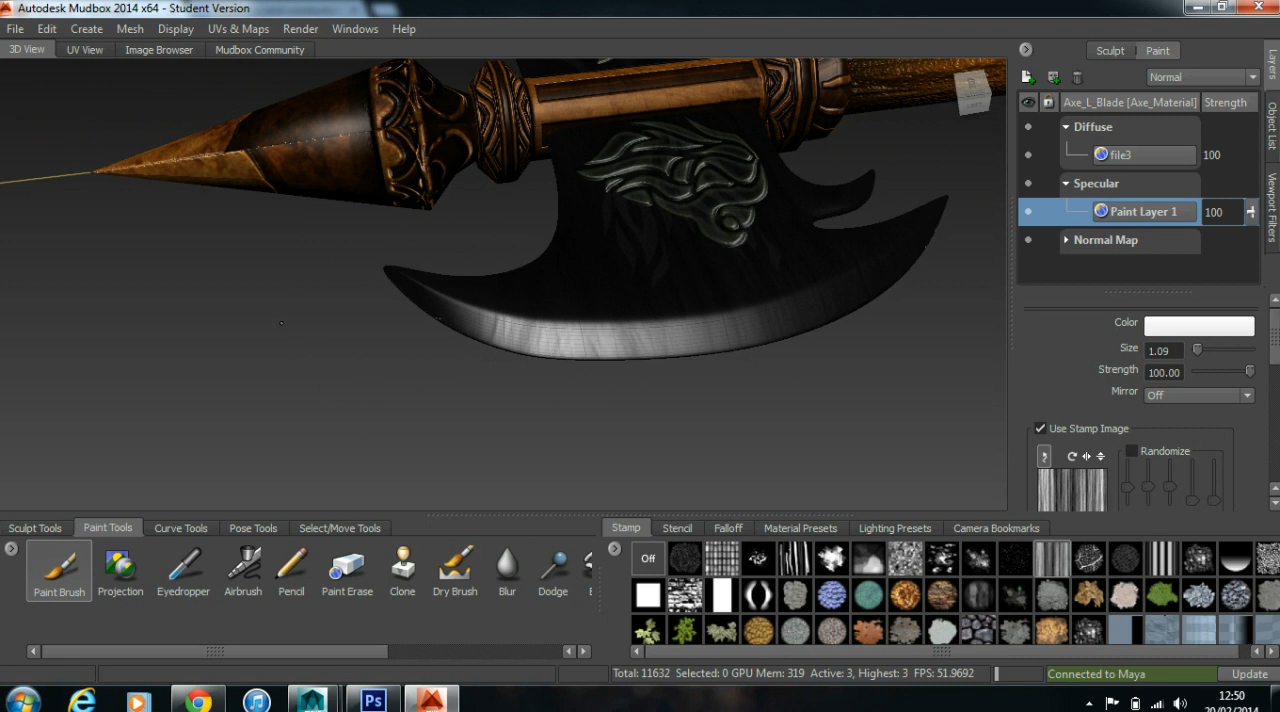 Autodesk Mudbox 2014 x64 - Student Version
File Edit Create Mesh Display UVs & Maps Render Windows Help
3D View UV View Image Browser Mudbox Community
Sculpt Paint
Normal
Axe_L_Blade [Axe_Material] Strength
Diffuse
file3 100
Specular
Paint Layer 1 100
Normal Map
Layers
Object List
Viewport Filters
Color
Size 1.09
Strength 100.00
Mirror Off
Use Stamp Image
Randomize
Sculpt Tools Paint Tools Curve Tools Pose Tools Select/Move Tools
Paint Brush Projection Eyedropper Airbrush Pencil Paint Erase Clone Dry Brush Blur Dodge
Stamp Stencil Falloff Material Presets Lighting Presets Camera Bookmarks
Off
Total: 11632 Selected: 0 GPU Mem: 319 Active: 3, Highest: 3 FPS: 51.9692
Connected to Maya
Update
Ps
12:50
20/02/2014